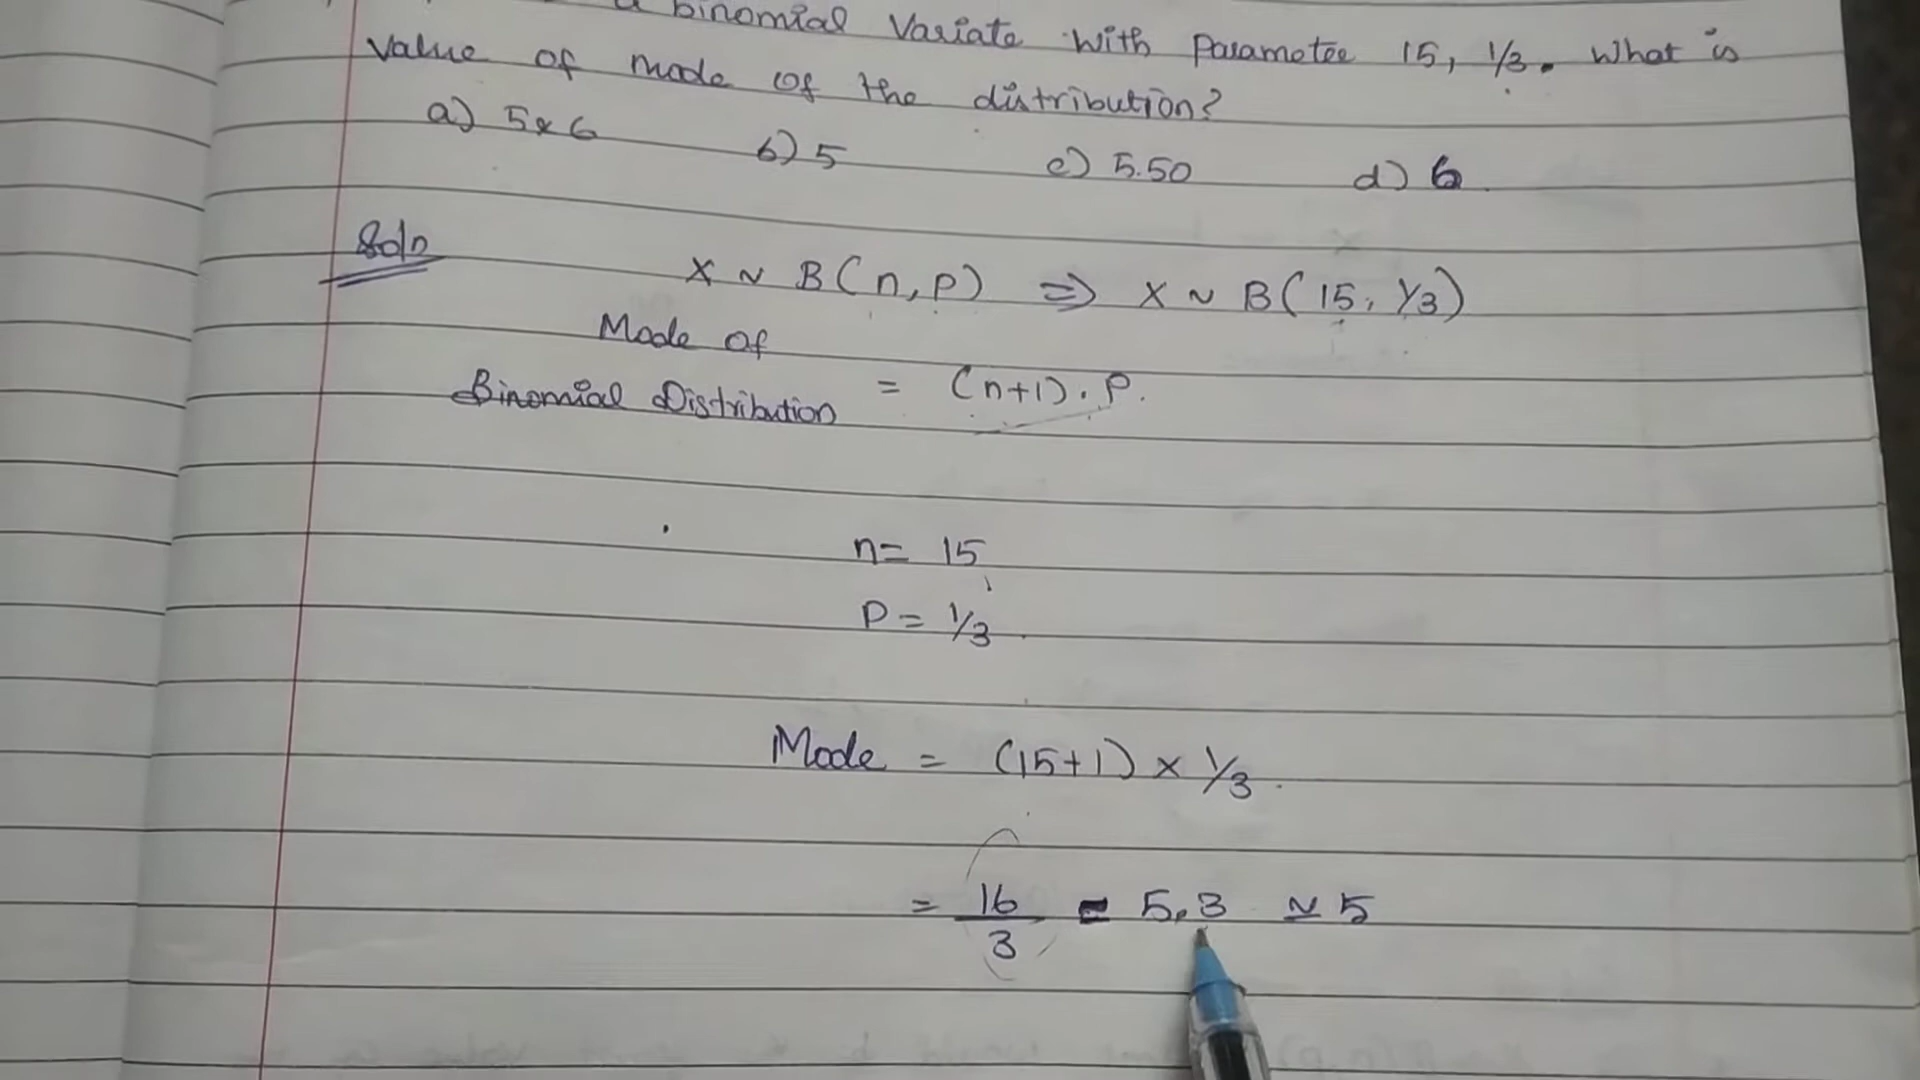 Binomial Variate with Parameter 15, 1/3. What is
Value of mode of the distribution?
a) 5 & 6 b) 5 c) 5.50 d) 6
Soln
X ~ B(n, p) ⇒ X ~ B(15, 1/3)
Mode of
Binomial Distribution = (n+1). P.
n = 15
P = 1/3
Mode = (15+1) × 1/3.
= 16/3 = 5.3 ≃ 5